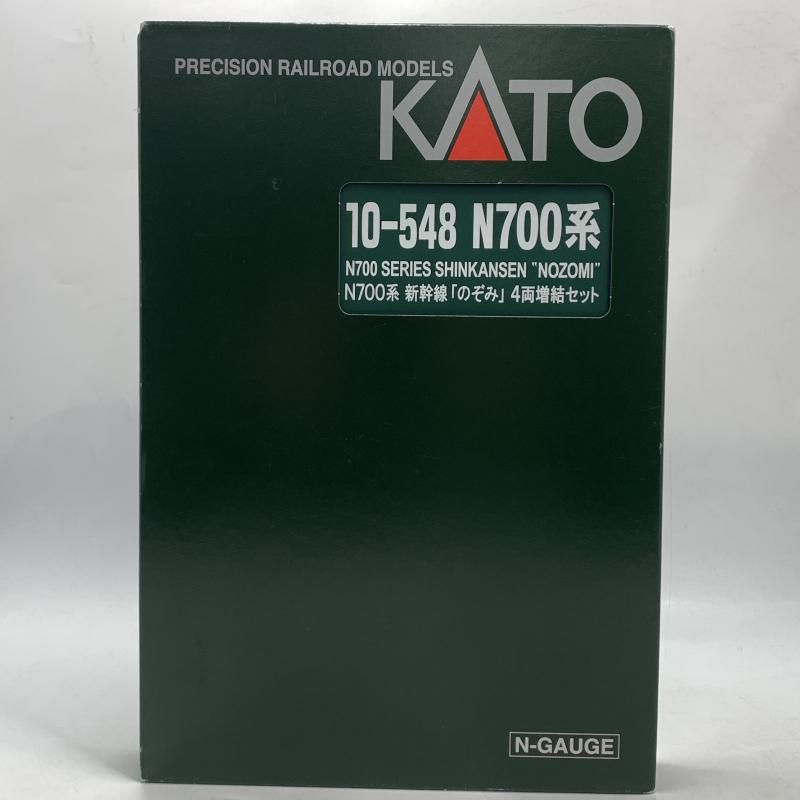 PRECISION RAILROAD MODELS
KATO
10-548 N700系
N700 SERIES SHINKANSEN "NOZOMI"
N700系 新幹線「のぞみ」 4両増結セット
N-GAUGE